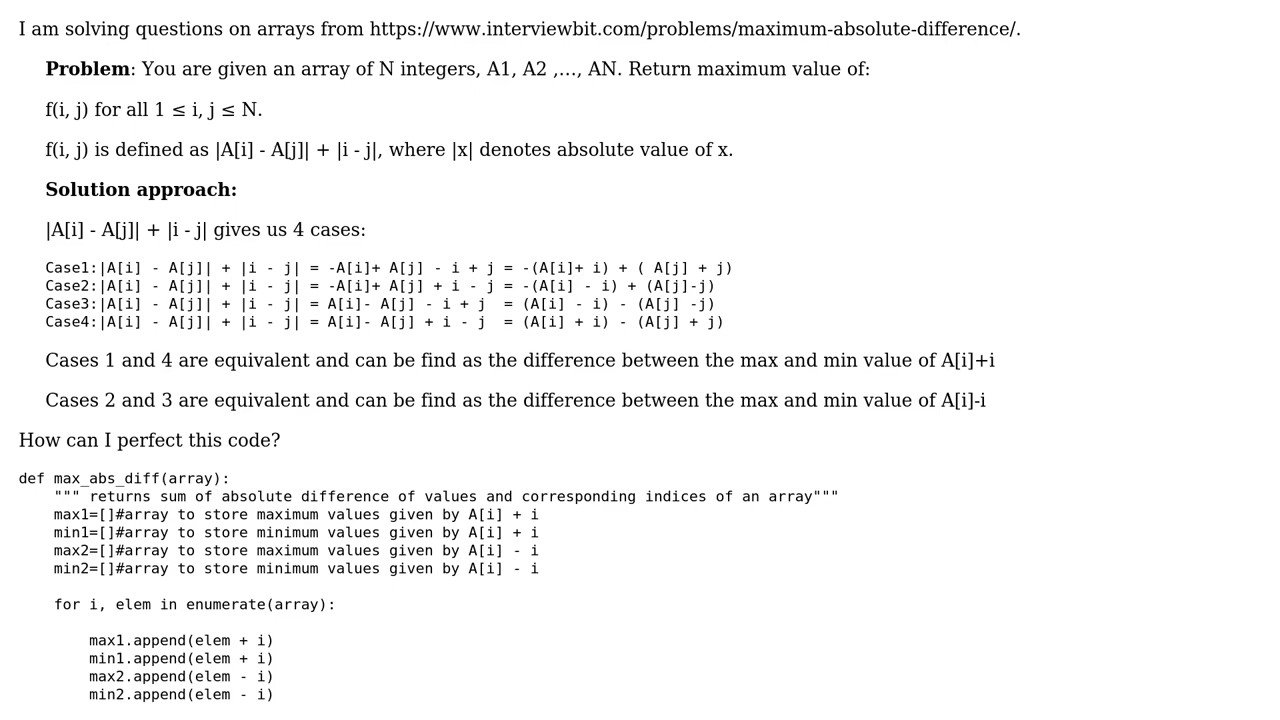 I am solving questions on arrays from https://www.interviewbit.com/problems/maximum-absolute-difference/.
Problem: You are given an array of N integers, A1, A2 ,…, AN. Return maximum value of:
f(i, j) for all 1 ≤ i, j ≤ N.
f(i, j) is defined as |A[i] - A[j]| + |i - j|, where |x| denotes absolute value of x.
Solution approach:
|A[i] - A[j]| + |i - j| gives us 4 cases:
Case1:|A[i] - A[j]| + |i - j| = -A[i]+ A[j] - i + j = -(A[i]+ i) + ( A[j] + j)
Case2:|A[i] - A[j]| + |i - j| = -A[i]+ A[j] + i - j = -(A[i] - i) + (A[j]-j)
Case3:|A[i] - A[j]| + |i - j| = A[i]- A[j] - i + j  = (A[i] - i) - (A[j] -j)
Case4:|A[i] - A[j]| + |i - j| = A[i]- A[j] + i - j  = (A[i] + i) - (A[j] + j)
Cases 1 and 4 are equivalent and can be find as the difference between the max and min value of A[i]+i
Cases 2 and 3 are equivalent and can be find as the difference between the max and min value of A[i]-i
How can I perfect this code?
def max_abs_diff(array):
    """ returns sum of absolute difference of values and corresponding indices of an array"""
    max1=[]#array to store maximum values given by A[i] + i
    min1=[]#array to store minimum values given by A[i] + i
    max2=[]#array to store maximum values given by A[i] - i
    min2=[]#array to store minimum values given by A[i] - i
    for i, elem in enumerate(array):
        max1.append(elem + i)
        min1.append(elem + i)
        max2.append(elem - i)
        min2.append(elem - i)